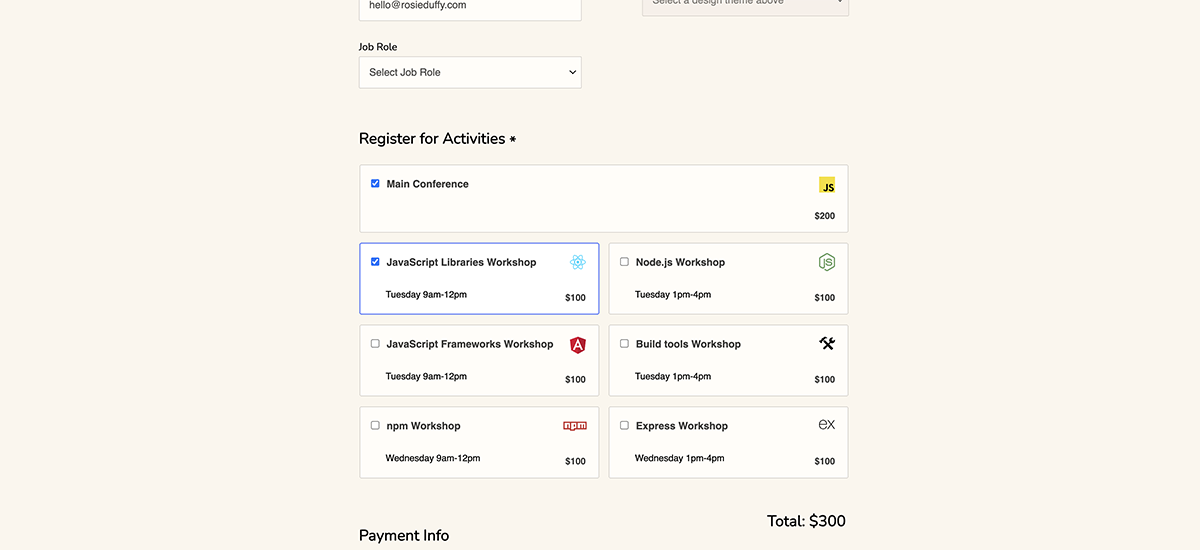 hello@rosieduffy.com
Select a design theme above
Job Role
Select Job Role
Register for Activities *
Main Conference
JS
$200
JavaScript Libraries Workshop
Tuesday 9am-12pm
$100
Node.js Workshop
JS
Tuesday 1pm-4pm
$100
JavaScript Frameworks Workshop
A
Tuesday 9am-12pm
$100
Build tools Workshop
Tuesday 1pm-4pm
$100
npm Workshop
npm
Wednesday 9am-12pm
$100
Express Workshop
ex
Wednesday 1pm-4pm
$100
Total: $300
Payment Info